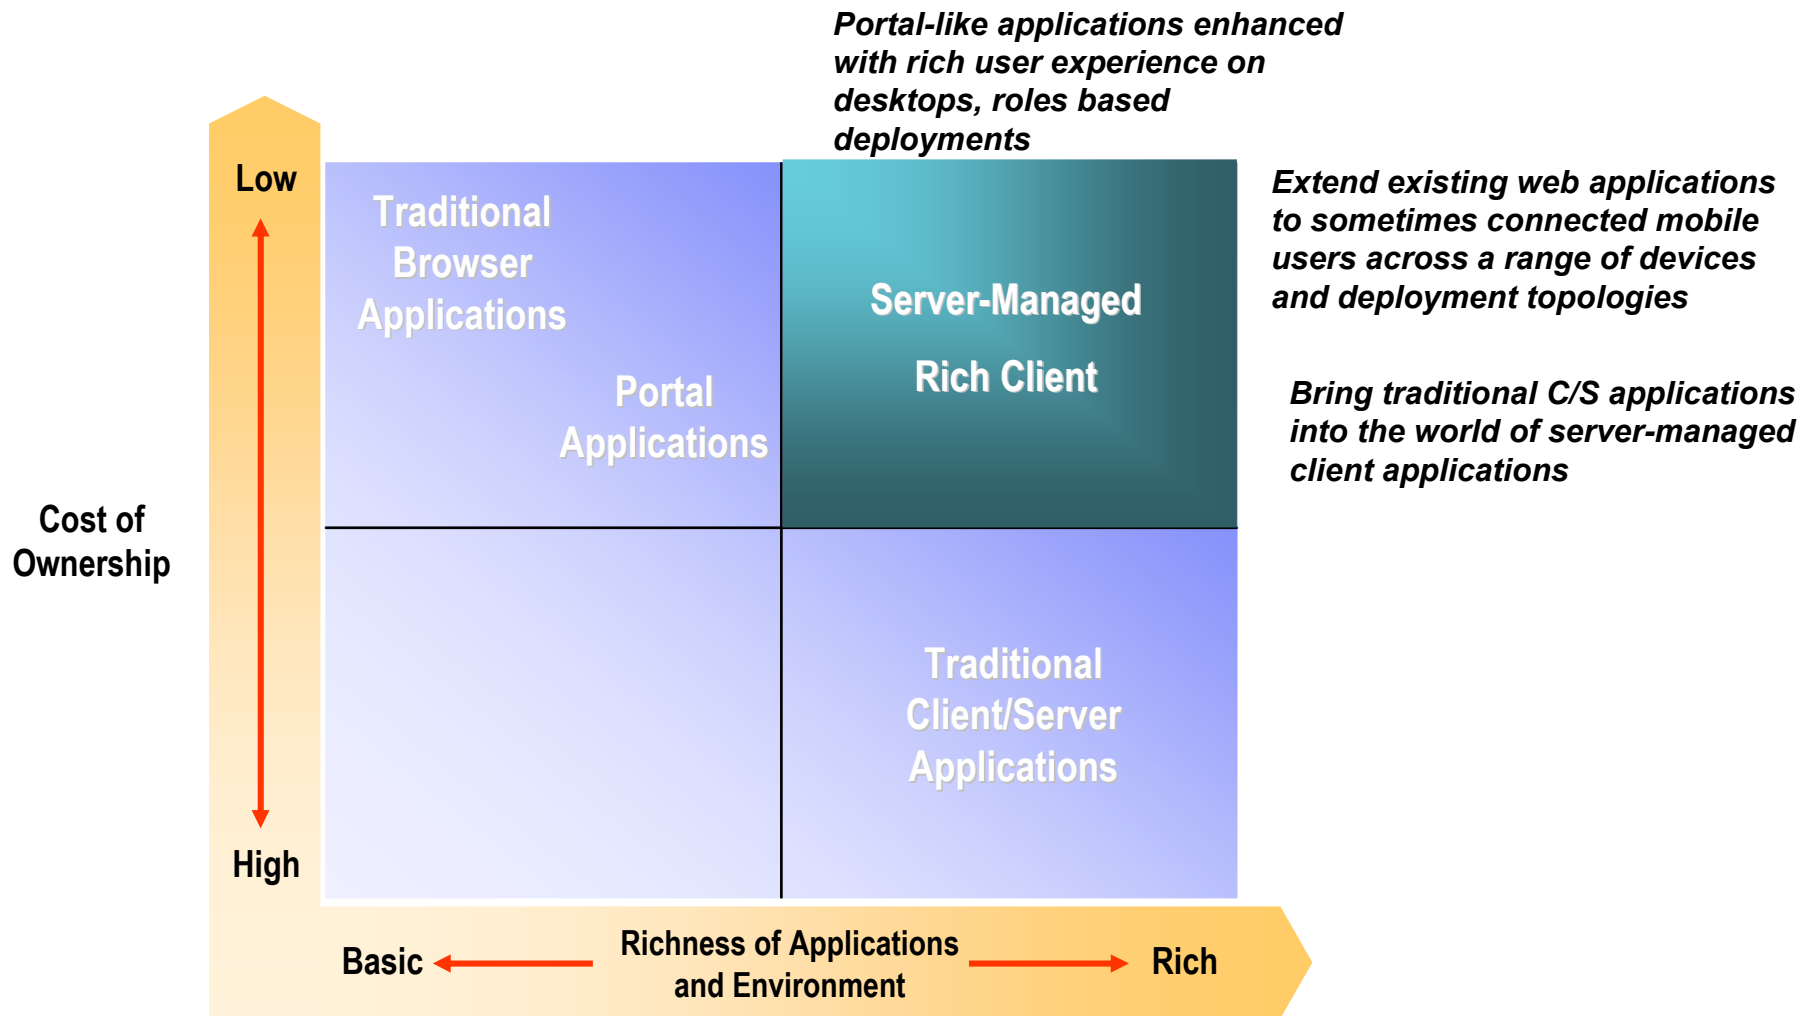 Portal-like applications enhanced
with rich user experience on
desktops, roles based
deployments
Low
Traditional
Browser
Applications
Portal
Applications
Server-Managed
Rich Client
Extend existing web applications
to sometimes connected mobile
users across a range of devices
and deployment topologies
Bring traditional C/S applications
into the world of server-managed
client applications
Cost of
Ownership
Traditional
Client/Server
Applications
High
Basic
Richness of Applications
and Environment
Rich